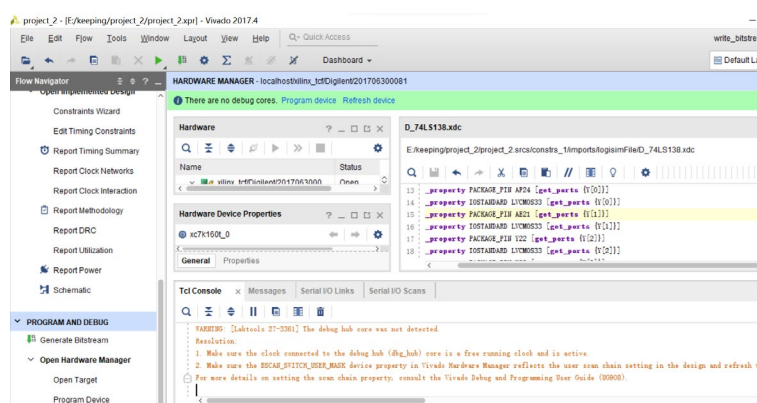 project_2 - [E:/keeping/project_2/project_2.xpr] - Vivado 2017.4
File Edit Flow Tools Window Layout View Help Quick Access
write_bitstre
Dashboard
Default La
Flow Navigator
HARDWARE MANAGER - localhost/xilinx_tcf/Digilent/201706300081
Open Implemented Design
There are no debug cores. Program device Refresh device
Constraints Wizard
Edit Timing Constraints
Report Timing Summary
Report Clock Networks
Report Clock Interaction
Report Methodology
Report DRC
Report Utilization
Report Power
Schematic
PROGRAM AND DEBUG
Generate Bitstream
Open Hardware Manager
Open Target
Program Device
Hardware
Name Status
xilinx_tcf/Digilent/2017063000 Open
Hardware Device Properties
xc7k160t_0
General Properties
D_74LS138.xdc
E:/keeping/project_2/project_2.srcs/constrs_1/imports/logisimFile/D_74LS138.xdc
13 _property PACKAGE_PIN AF24 [get_ports {Y[0]}]
14 _property IOSTANDARD LVCMOS33 [get_ports {Y[0]}]
15 _property PACKAGE_PIN AE21 [get_ports {Y[1]}]
16 _property IOSTANDARD LVCMOS33 [get_ports {Y[1]}]
17 _property PACKAGE_PIN Y22 [get_ports {Y[2]}]
18 _property IOSTANDARD LVCMOS33 [get_ports {Y[2]}]
Tcl Console Messages Serial I/O Links Serial I/O Scans
WARNING: [Labtools 27-3361] The debug hub core was not detected.
Resolution:
1. Make sure the clock connected to the debug hub (dbg_hub) core is a free running clock and is active.
2. Make sure the BSCAN_SWITCH_USER_MASK device property in Vivado Hardware Manager reflects the user scan chain setting in the design and refresh t
For more details on setting the scan chain property, consult the Vivado Debug and Programming User Guide (UG908).